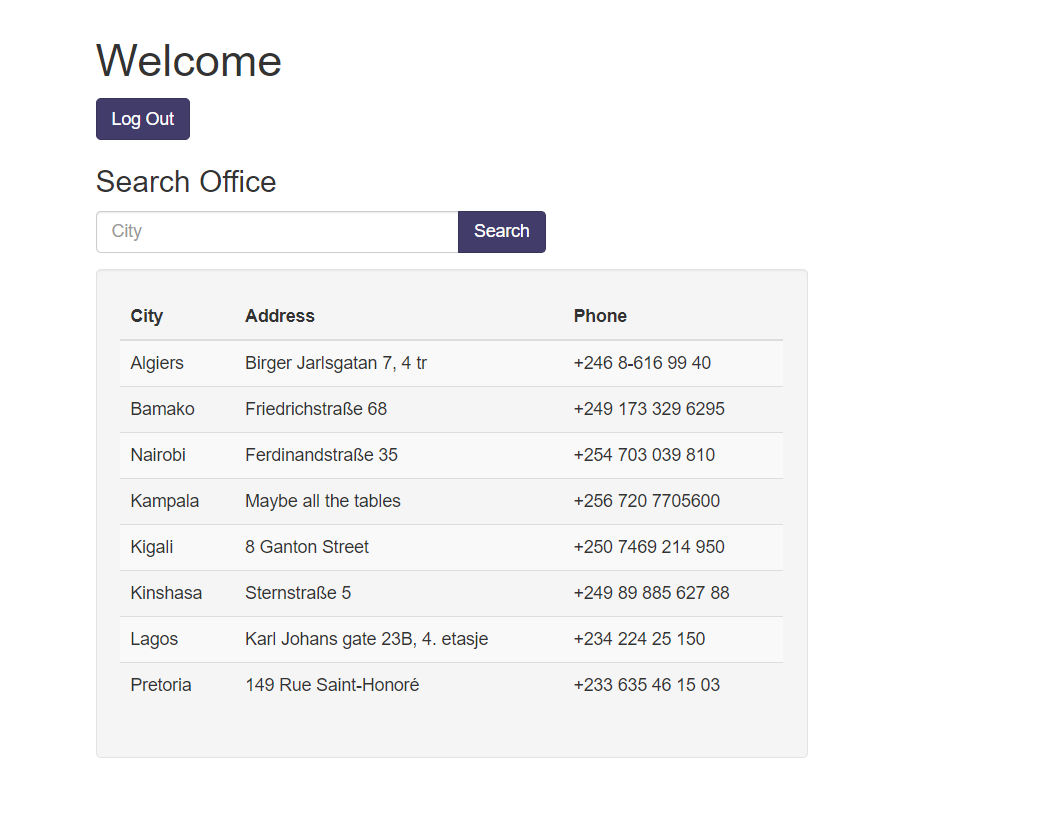 Welcome
Log Out
Search Office
City Search
City Address Phone
Algiers Birger Jarlsgatan 7, 4 tr +246 8-616 99 40
Bamako Friedrichstraße 68 +249 173 329 6295
Nairobi Ferdinandstraße 35 +254 703 039 810
Kampala Maybe all the tables +256 720 7705600
Kigali 8 Ganton Street +250 7469 214 950
Kinshasa Sternstraße 5 +249 89 885 627 88
Lagos Karl Johans gate 23B, 4. etasje +234 224 25 150
Pretoria 149 Rue Saint-Honoré +233 635 46 15 03